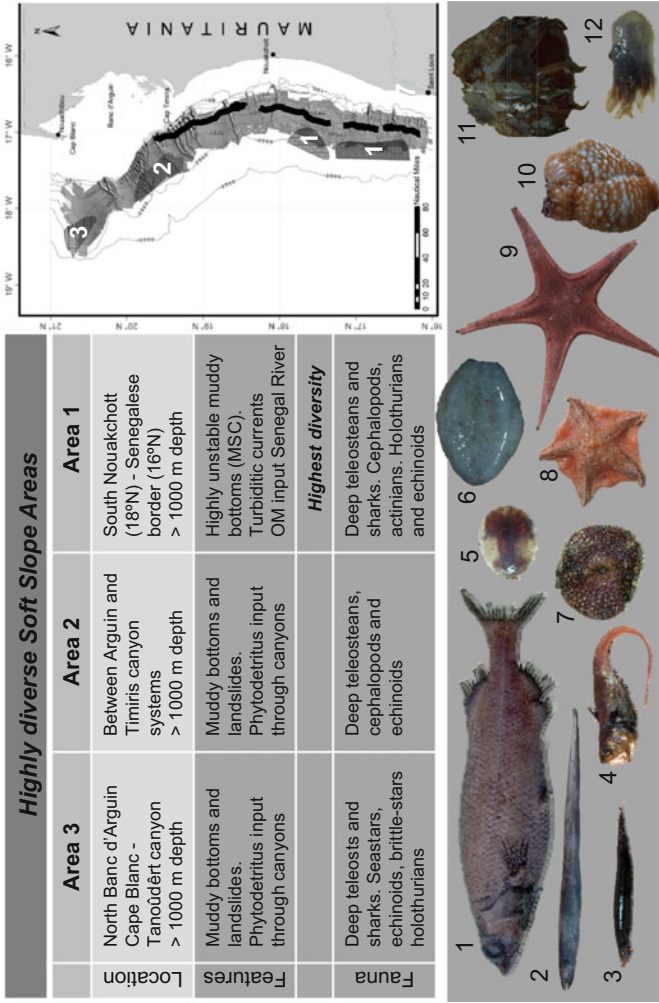 Highly diverse Soft Slope Areas
Area 3
Area 2
Area 1
Location
North Banc d'Arguin
Cape Blanc -
Tanoûdêrt canyon
> 1000 m depth
Between Arguin and
Timiris canyon
systems
> 1000 m depth
South Nouakchott
(18ºN) - Senegalese
border (16ºN)
> 1000 m depth
Features
Muddy bottoms and
landslides.
Phytodetritus input
through canyons
Muddy bottoms and
landslides.
Phytodetritus input
through canyons
Highly unstable muddy
bottoms (MSC).
Turbiditic currents
OM input Senegal River
Highest diversity
Fauna
Deep teleosts and
sharks. Seastars,
echinoids, brittle-stars
holothurians
Deep teleosteans,
cephalopods and
echinoids
Deep teleosteans and
sharks. Cephalopods,
actinians. Holothurians
and echinoids
19° W
18° W
17° W
16° W
21° N
20° N
19° N
18° N
17° N
16° N
N
MAURITANIA
Nouadhibou
Cap Blanc
Banc d'Arguin
Cap Timiris
Nouakchott
Saint Louis
3
2
1
1
Nautical Miles
0 10 20 40 60 80
1
2
3
4
5
6
7
8
9
10
11
12